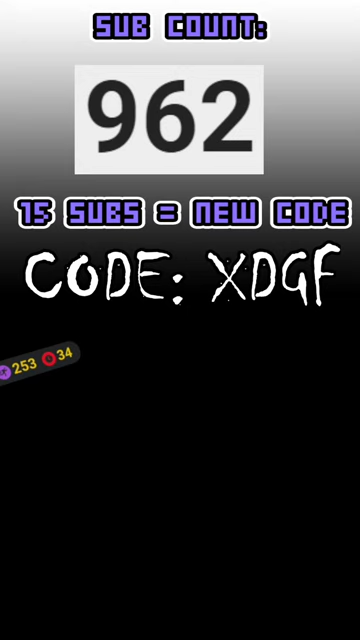 SUB COUNT:
962
15 SUBS = NEW CODE
CODE: XDGF
253 34